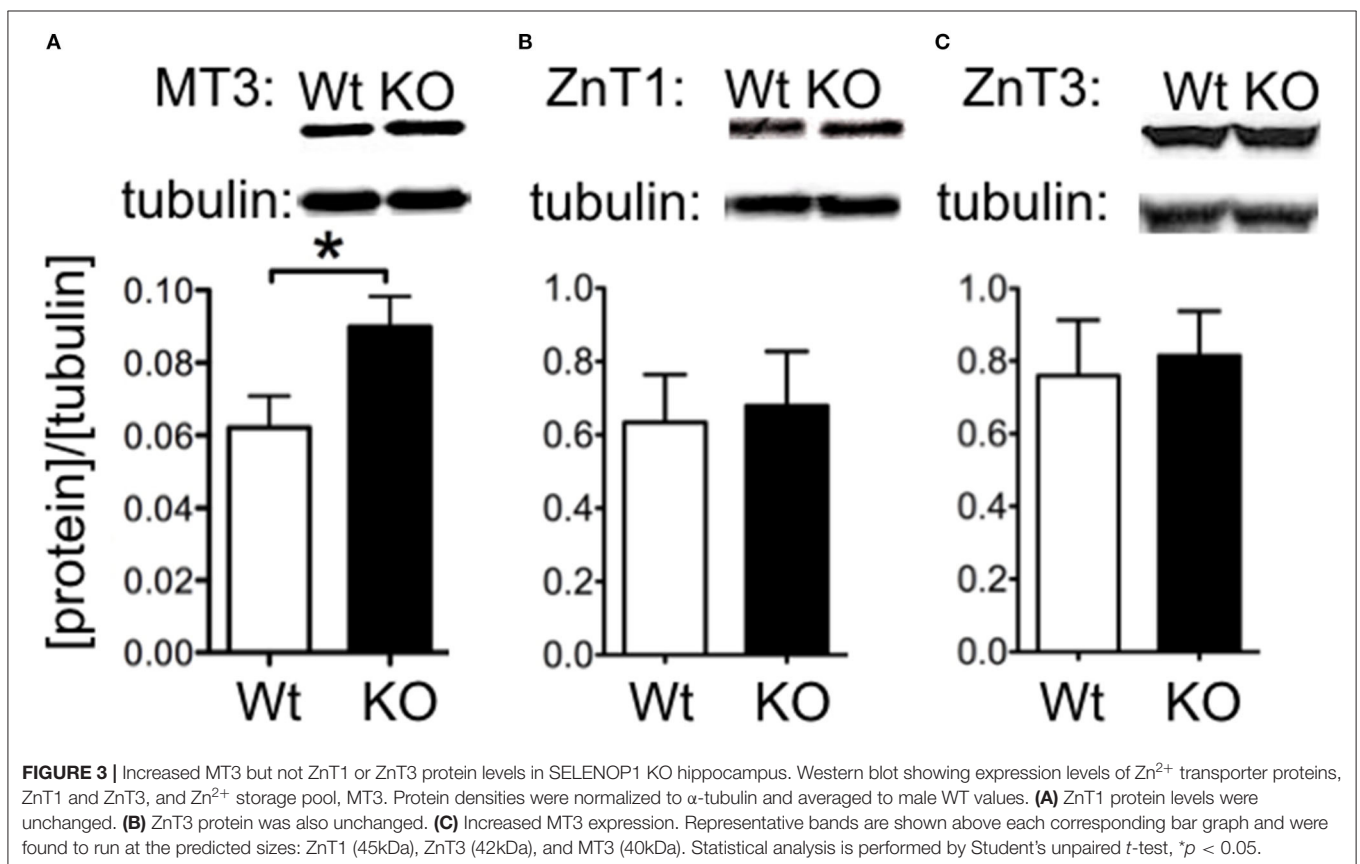 A
B
C
MT3: Wt KO
ZnT1: Wt KO
ZnT3: Wt KO
tubulin:
tubulin:
tubulin:
[protein]/[tubulin]
*
0.10
0.08
0.06
0.04
0.02
0.00
Wt KO
1.0
0.8
0.6
0.4
0.2
0.0
Wt KO
1.0
0.8
0.6
0.4
0.2
0.0
Wt KO
FIGURE 3 | Increased MT3 but not ZnT1 or ZnT3 protein levels in SELENOP1 KO hippocampus. Western blot showing expression levels of Zn²⁺ transporter proteins,
ZnT1 and ZnT3, and Zn²⁺ storage pool, MT3. Protein densities were normalized to α-tubulin and averaged to male WT values. (A) ZnT1 protein levels were
unchanged. (B) ZnT3 protein was also unchanged. (C) Increased MT3 expression. Representative bands are shown above each corresponding bar graph and were
found to run at the predicted sizes: ZnT1 (45kDa), ZnT3 (42kDa), and MT3 (40kDa). Statistical analysis is performed by Student's unpaired t-test, *p < 0.05.